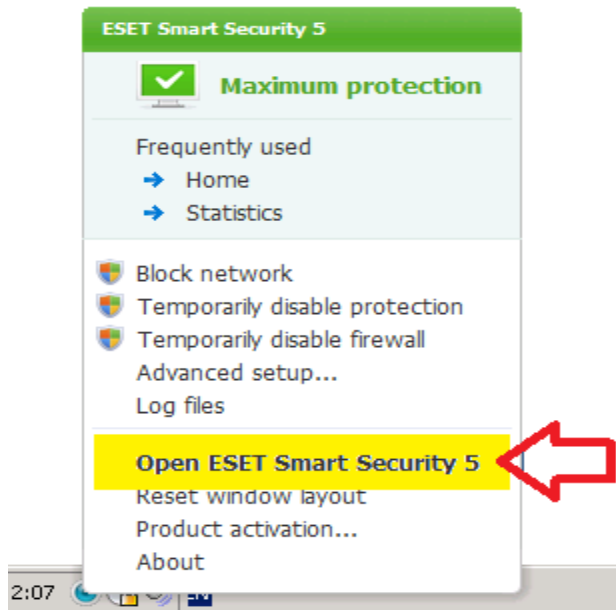 ESET Smart Security 5
Maximum protection
Frequently used
Home
Statistics
Block network
Temporarily disable protection
Temporarily disable firewall
Advanced setup...
Log files
Open ESET Smart Security 5
Reset window layout
Product activation...
About
2:07